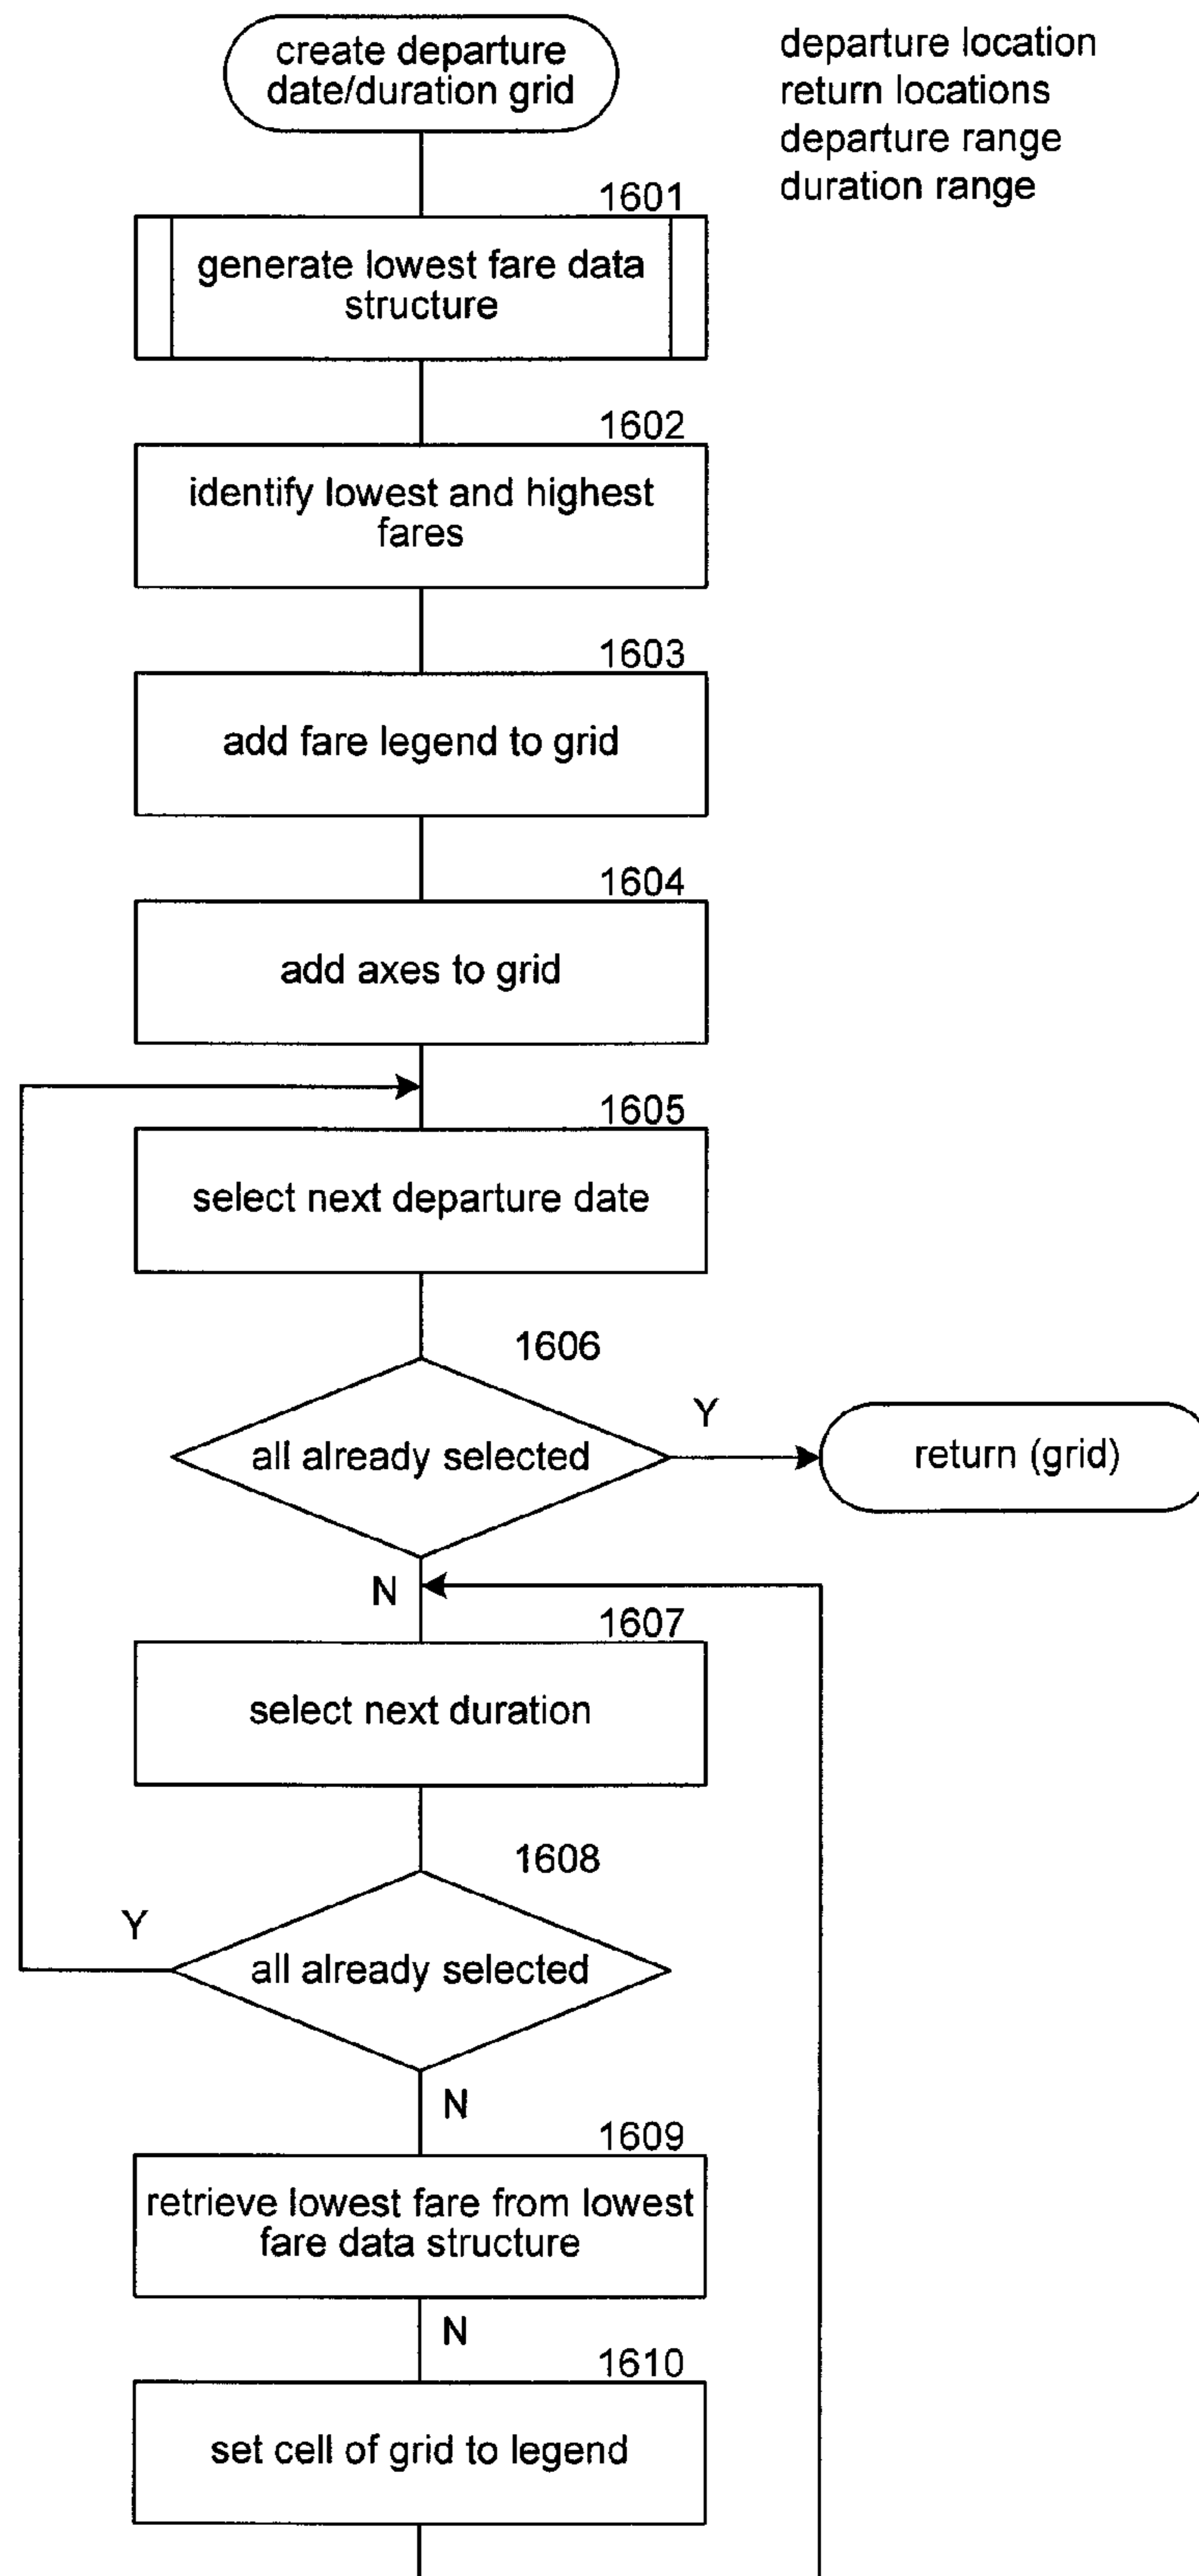 create departure
date/duration grid
departure location
return locations
departure range
duration range
1601
generate lowest fare data
structure
1602
identify lowest and highest
fares
1603
add fare legend to grid
1604
add axes to grid
1605
select next departure date
1606
all already selected
Y
return (grid)
N
1607
select next duration
1608
Y
all already selected
N
1609
retrieve lowest fare from lowest
fare data structure
N
1610
set cell of grid to legend